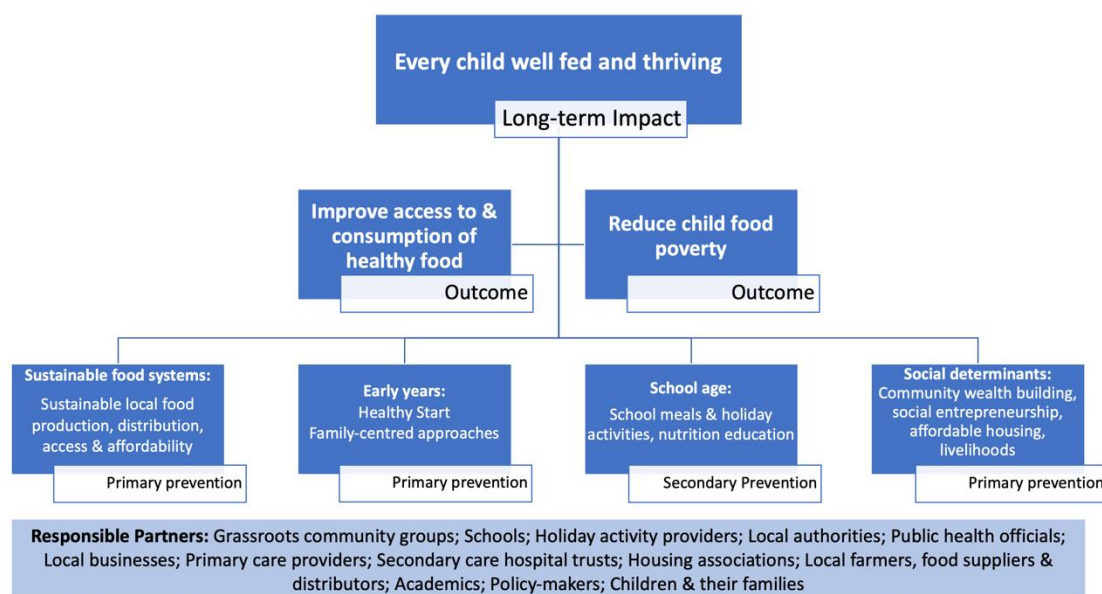 Every child well fed and thriving
Long-term Impact
Improve access to &
consumption of
healthy food
Outcome
Reduce child food
poverty
Outcome
Sustainable food systems:
Sustainable local food
production, distribution,
access & affordability
Primary prevention
Early years:
Healthy Start
Family-centred approaches
Primary prevention
School age:
School meals & holiday
activities, nutrition education
Secondary Prevention
Social determinants:
Community wealth building,
social entrepreneurship,
affordable housing,
livelihoods
Primary prevention
Responsible Partners: Grassroots community groups; Schools; Holiday activity providers; Local authorities; Public health officials;
Local businesses; Primary care providers; Secondary care hospital trusts; Housing associations; Local farmers, food suppliers &
distributors; Academics; Policy-makers; Children & their families